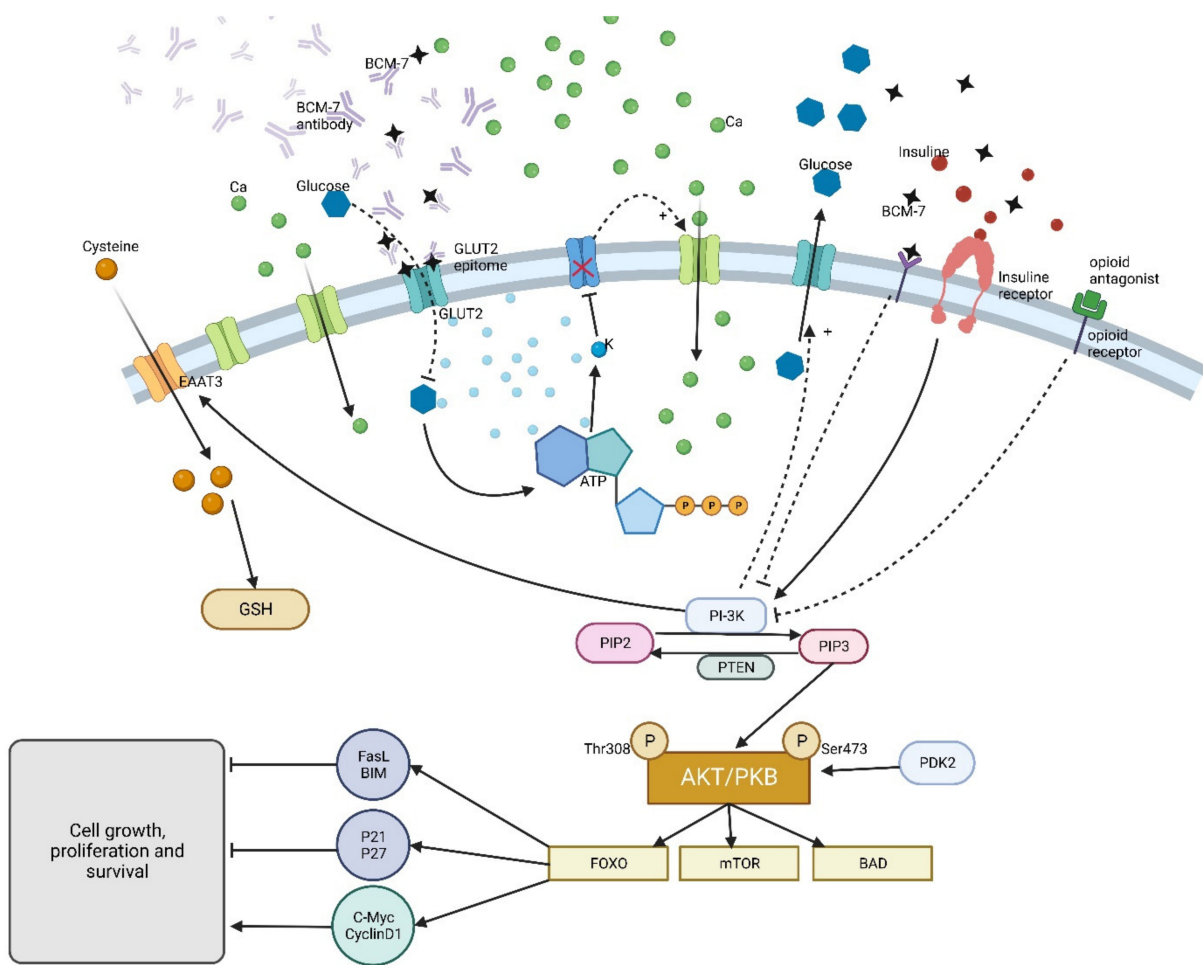 BCM-7
BCM-7
antibody
Ca
Ca
Glucose
Glucose
Insuline
BCM-7
Cysteine
GLUT2
epitome
+
Insuline
receptor
opioid
antagonist
GLUT2
opioid
receptor
+
K
EAAT3
ATP
P
P
P
GSH
PI-3K
PIP2
PIP3
PTEN
P
P
Thr308
Ser473
AKT/PKB
PDK2
FasL
BIM
Cell growth,
proliferation and
survival
P21
P27
FOXO
mTOR
BAD
C-Myc
CyclinD1